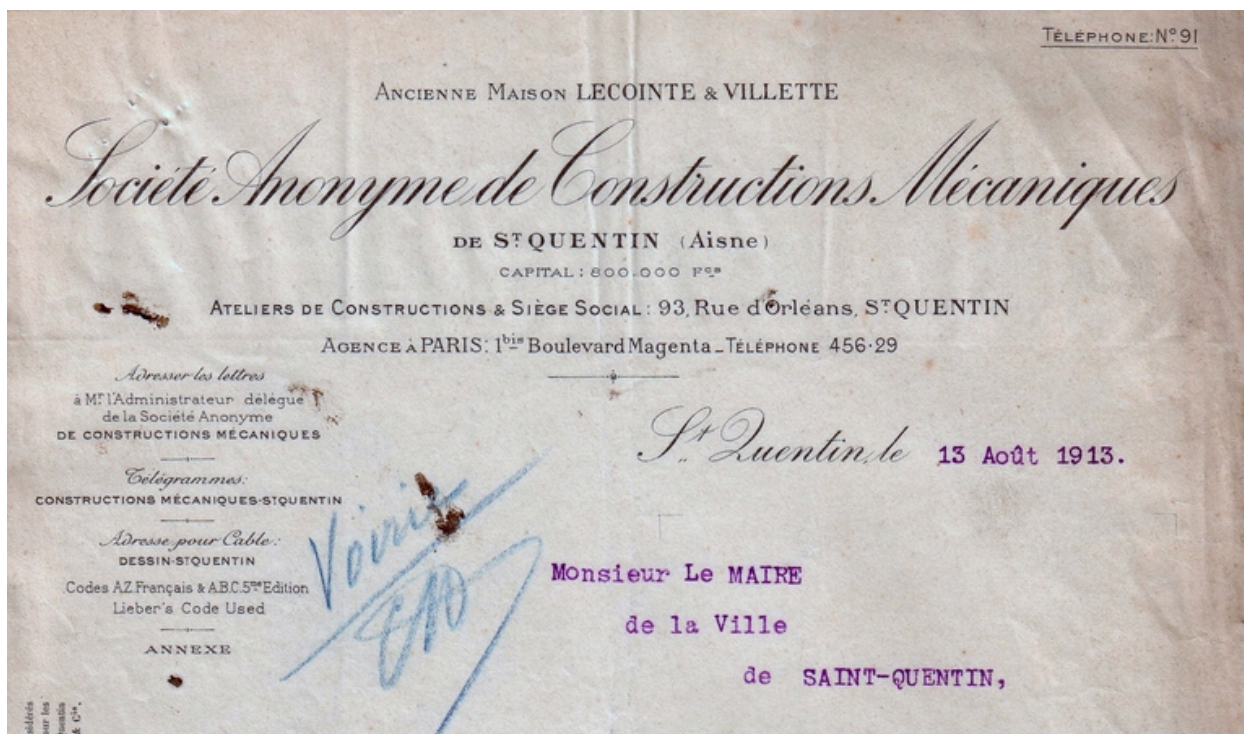 TÉLÉPHONE: Nº 91
ANCIENNE MAISON LECOINTE & VILLETTE
Société Anonyme de Constructions Mécaniques
DE ST QUENTIN (Aisne)
CAPITAL: 800.000 Fcs
ATELIERS DE CONSTRUCTIONS & SIÈGE SOCIAL: 93, Rue d'Orléans, ST QUENTIN
AGENCE À PARIS: 1bis Boulevard Magenta _ TÉLÉPHONE 456·29
Adresser les lettres
à Mr l'Administrateur délégué
de la Société Anonyme
DE CONSTRUCTIONS MÉCANIQUES
Télégrammes:
CONSTRUCTIONS MÉCANIQUES-ST QUENTIN
Adresse pour Cable:
DESSIN-ST QUENTIN
Codes A.Z. Français & A.B.C. 5me Edition
Lieber's Code Used
ANNEXE
St Quentin, le 13 Août 1913.
Voirie
Monsieur Le MAIRE
de la Ville
de SAINT-QUENTIN,
& Cie.